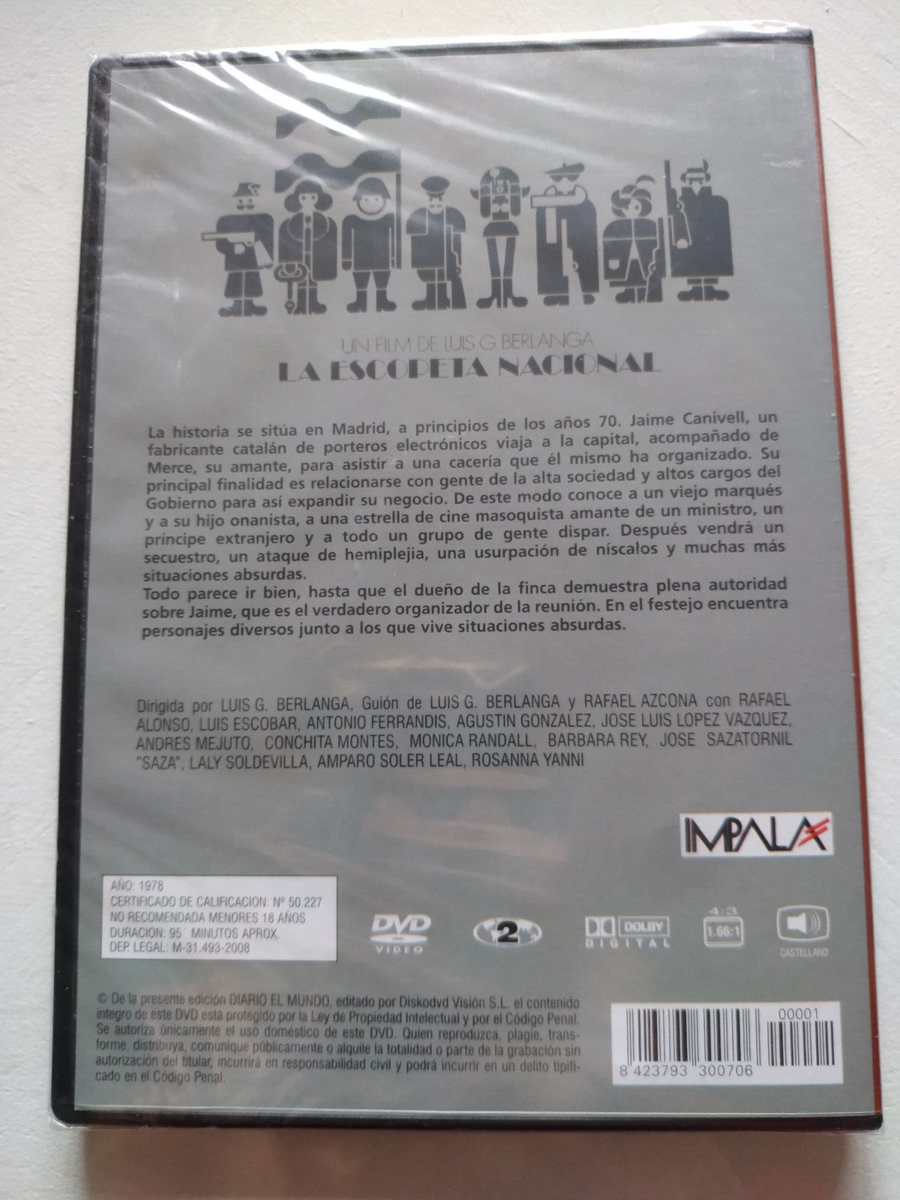 UN FILM DE LUIS G. BERLANGA
LA ESCOPETA NACIONAL
La historia se sitúa en Madrid, a principios de los años 70. Jaime Canivell, un
fabricante catalán de porteros electrónicos viaja a la capital, acompañado de
Merce, su amante, para asistir a una cacería que él mismo ha organizado. Su
principal finalidad es relacionarse con gente de la alta sociedad y altos cargos del
Gobierno para así expandir su negocio. De este modo conoce a un viejo marqués
y a su hijo onanista, a una estrella de cine masoquista amante de un ministro, un
príncipe extranjero y a todo un grupo de gente dispar. Después vendrá un
secuestro, un ataque de hemiplejia, una usurpación de níscalos y muchas más
situaciones absurdas.
Todo parece ir bien, hasta que el dueño de la finca demuestra plena autoridad
sobre Jaime, que es el verdadero organizador de la reunión. En el festejo encuentra
personajes diversos junto a los que vive situaciones absurdas.
Dirigida por LUIS G. BERLANGA, Guión de LUIS G. BERLANGA y RAFAEL AZCONA con RAFAEL
ALONSO, LUIS ESCOBAR, ANTONIO FERRANDIS, AGUSTIN GONZALEZ, JOSE LUIS LOPEZ VAZQUEZ,
ANDRES MEJUTO, CONCHITA MONTES, MONICA RANDALL, BARBARA REY, JOSE SAZATORNIL
"SAZA", LALY SOLDEVILLA, AMPARO SOLER LEAL, ROSANNA YANNI
IMPALA
AÑO: 1978
CERTIFICADO DE CALIFICACION: Nº 50.227
NO RECOMENDADA MENORES 18 AÑOS
DURACION: 95´ MINUTOS APROX.
DEP. LEGAL: M-31.493-2008
DVD
VIDEO
2
DOLBY
DIGITAL
4:3
1.66:1
CASTELLANO
© De la presente edición DIARIO EL MUNDO, editado por Diskodvd Visión S.L. el contenido
integro de este DVD está protegido por la Ley de Propiedad Intelectual y por el Código Penal.
Se autoriza únicamente el uso doméstico de este DVD. Quien reproduzca, plagie, trans-
forme, distribuya, comunique públicamente o alquile la totalidad o parte de la grabación sin
autorización del titular, incurrirá en responsabilidad civil y podrá incurrir en un delito tipifi-
cado en el Código Penal.
00001
8 423793 300706